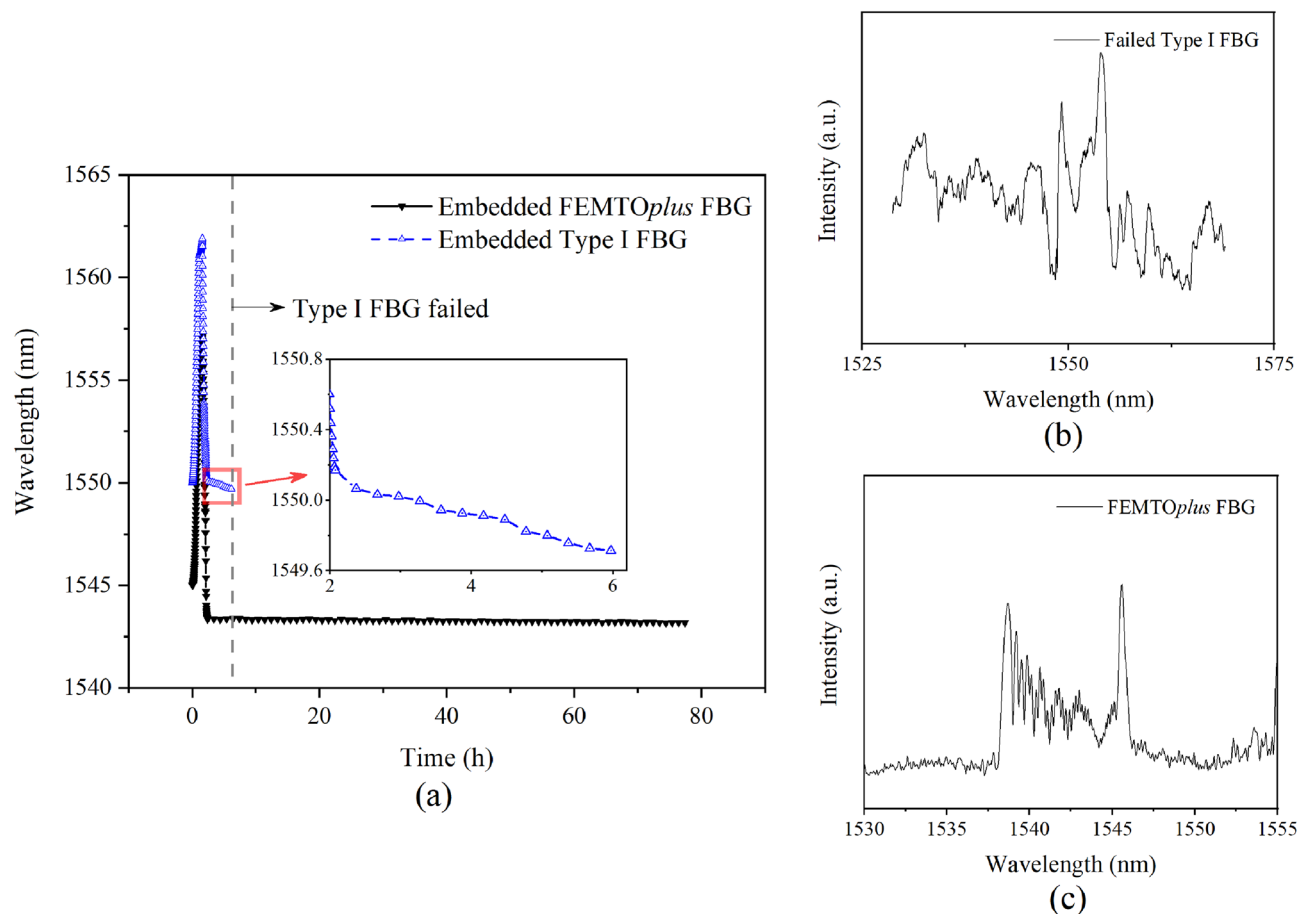 1565
1560
1555
1550
1545
1540
Wavelength (nm)
Embedded FEMTOplus FBG
Embedded Type I FBG
Type I FBG failed
1550.8
1550.4
1550.0
1549.6
2
4
6
0
20
40
60
80
Time (h)
(a)
Failed Type I FBG
Intensity (a.u.)
1525
1550
1575
Wavelength (nm)
(b)
FEMTOplus FBG
Intensity (a.u.)
1530
1535
1540
1545
1550
1555
Wavelength (nm)
(c)